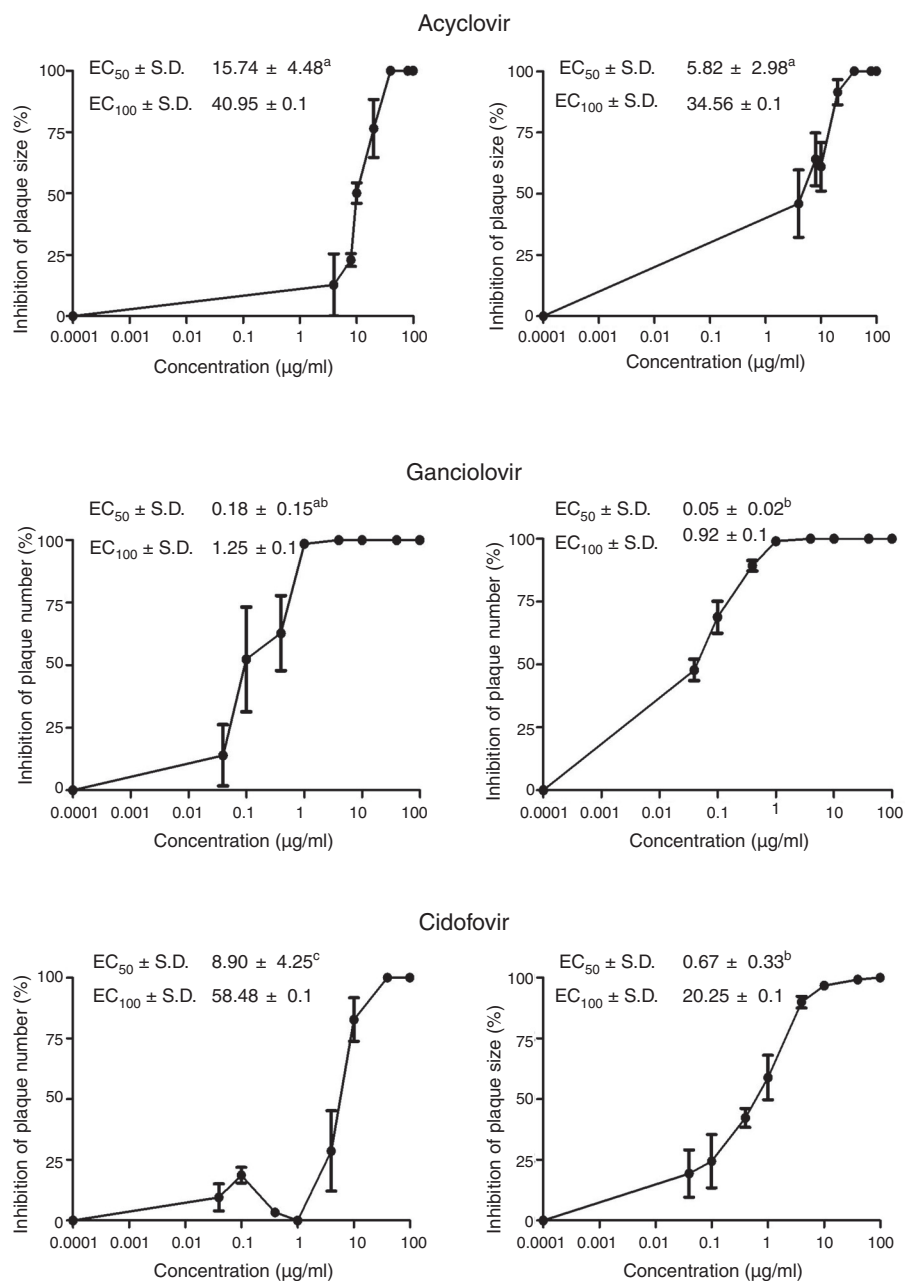 Acyclovir
EC50 ± S.D. 15.74 ± 4.48a
EC100 ± S.D. 40.95 ± 0.1
Inhibition of plaque size (%)
100
75
50
25
0
0.0001 0.001 0.01 0.1 1 10 100
Concentration (µg/ml)
EC50 ± S.D. 5.82 ± 2.98a
EC100 ± S.D. 34.56 ± 0.1
Inhibition of plaque size (%)
100
75
50
25
0
0.0001 0.001 0.01 0.1 1 10 100
Concentration (µg/ml)
Ganciolovir
EC50 ± S.D. 0.18 ± 0.15ab
EC100 ± S.D. 1.25 ± 0.1
Inhibition of plaque number (%)
100
75
50
25
0
0.0001 0.001 0.01 0.1 1 10 100
Concentration (µg/ml)
EC50 ± S.D. 0.05 ± 0.02b
EC100 ± S.D. 0.92 ± 0.1
Inhibition of plaque number (%)
100
75
50
25
0
0.0001 0.001 0.01 0.1 1 10 100
Concentration (µg/ml)
Cidofovir
EC50 ± S.D. 8.90 ± 4.25c
EC100 ± S.D. 58.48 ± 0.1
Inhibition of plaque number (%)
100
75
50
25
0
0.0001 0.001 0.01 0.1 1 10 100
Concentration (µg/ml)
EC50 ± S.D. 0.67 ± 0.33b
EC100 ± S.D. 20.25 ± 0.1
Inhibition of plaque size (%)
100
75
50
25
0
0.0001 0.001 0.01 0.1 1 10 100
Concentration (µg/ml)